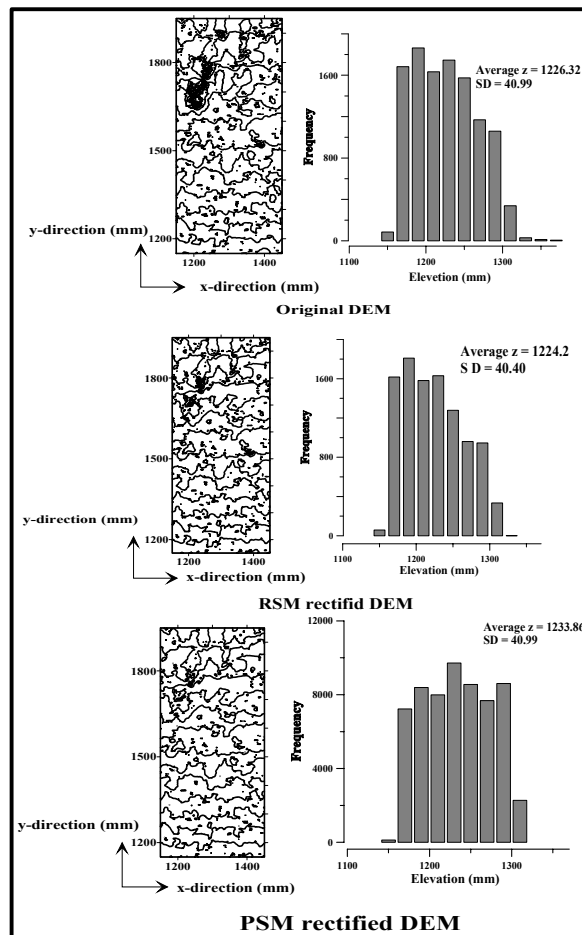 1800
1500
1200
1200 1400
y-direction (mm)
x-direction (mm)
1600
800
0
Frequency
Average z = 1226.32
SD = 40.99
1100 1200 1300
Elevetion (mm)
Original DEM
1800
1500
1200
1200 1400
y-direction (mm)
x-direction (mm)
1600
800
0
Frequency
Average z = 1224.2
S D = 40.40
1100 1200 1300
Elevation (mm)
RSM rectifid DEM
1800
1500
1200
1200 1400
y-direction (mm)
x-direction (mm)
12000
8000
4000
0
Frequency
Average z = 1233.86
SD = 40.99
1100 1200 1300
Elevation (mm)
PSM rectified DEM